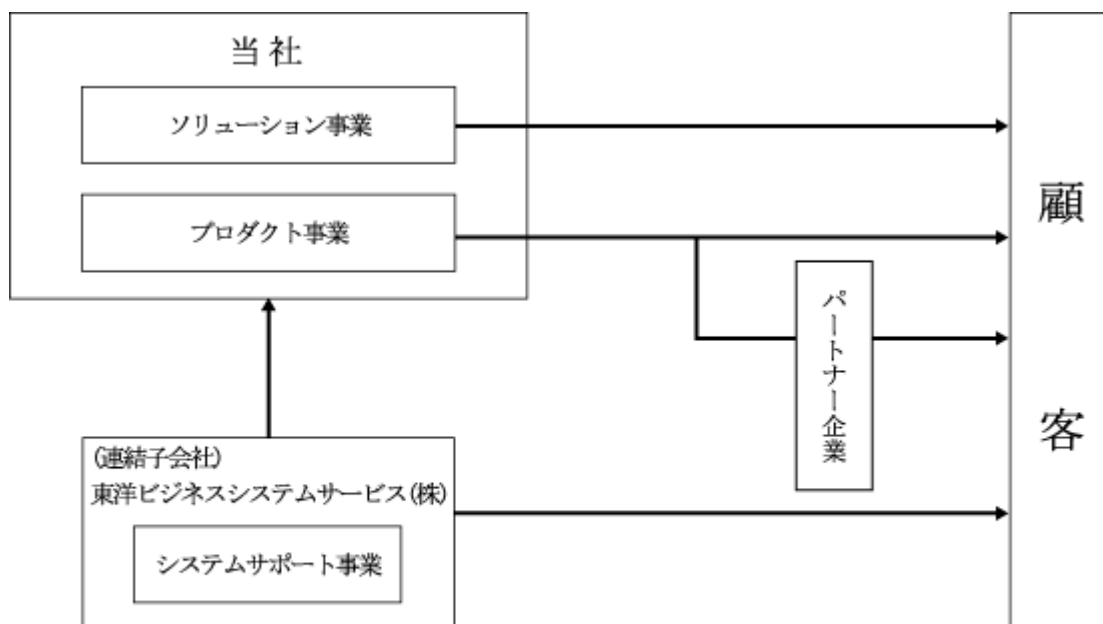 当社
ソリューション事業
プロダクト事業
パートナー企業
顧客
(連結子会社)
東洋ビジネスシステムサービス(株)
システムサポート事業